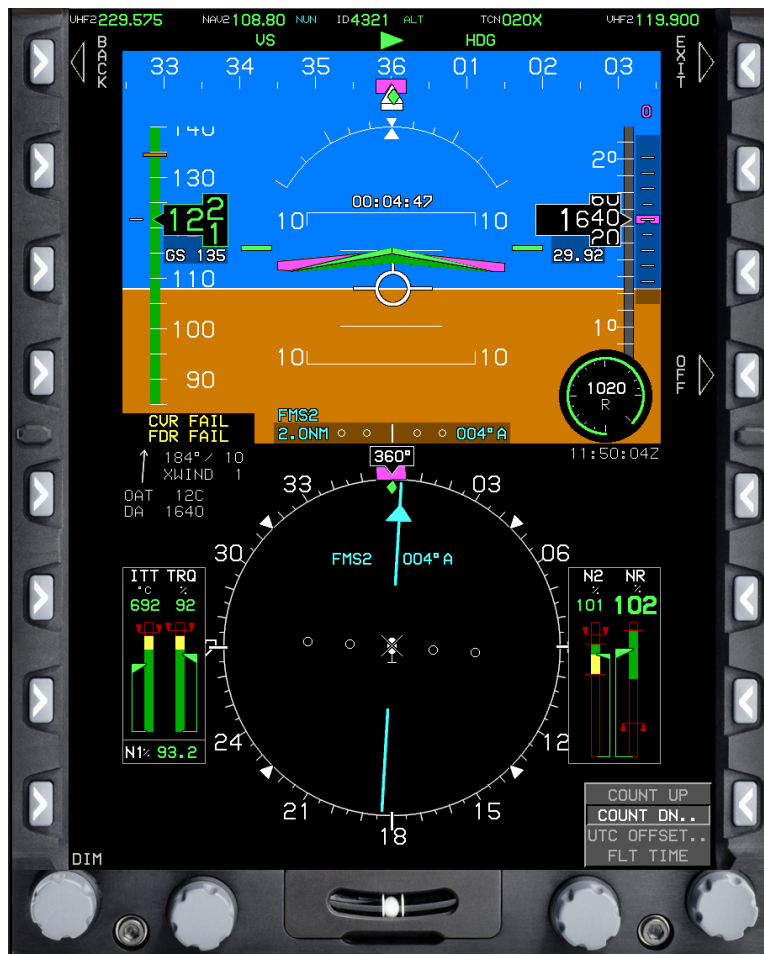 VHF2 229.575 NAV2 108.80 NUN ID 4321 ALT TCN 020X VHF2 119.900
BACK VS HDG EXIT
33 34 35 36 01 02 03
0
140
130
122
1
GS 135
110
100
90
00:04:47
10 10
10 10
20
60
1640
20
29.92
10
OFF
1020
R
CVR FAIL
FDR FAIL
FMS2
2.0NM 004° A
184°/ 10
XWIND 1
OAT 12C
DA 1640
11:50:04Z
360°
33 03
30 06
FMS2 004° A
24 12
21 15
18
ITT TRQ
°C %
692 92
N1% 93.2
N2 NR
% %
101 102
COUNT UP
COUNT DN..
UTC OFFSET..
FLT TIME
DIM